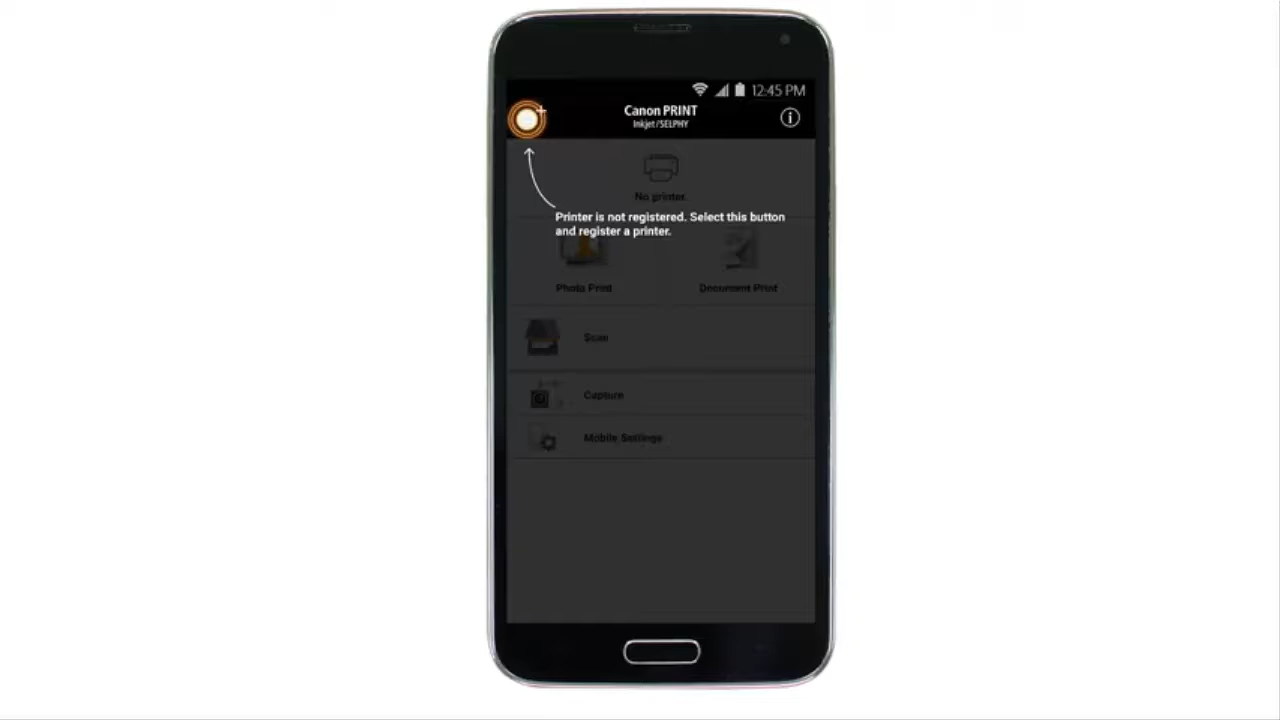 12:45 PM
Canon PRINT
Inkjet/SELPHY
No printer.
Printer is not registered. Select this button
and register a printer.
Photo Print
Document Print
Scan
Capture
Mobile Settings